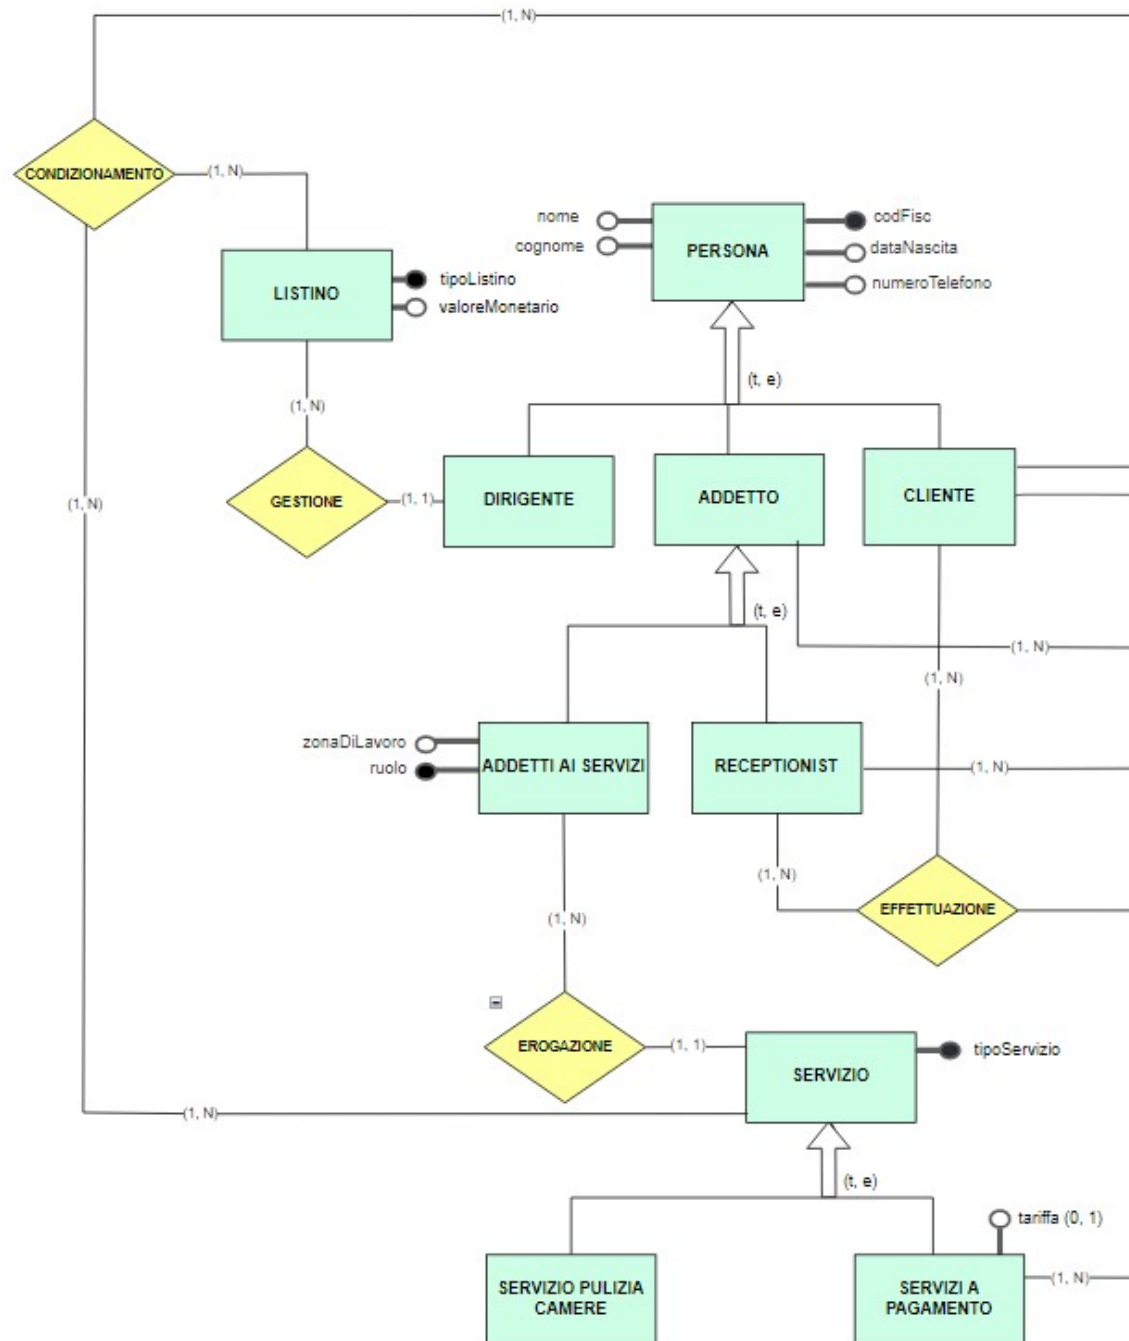 (1, N)
CONDIZIONAMENTO
(1, N)
nome
cognome
PERSONA
codFisc
dataNascita
numeroTelefono
LISTINO
tipoListino
valoreMonetario
(t, e)
(1, N)
(1, N)
GESTIONE
(1, 1)
DIRIGENTE
ADDETTO
CLIENTE
(t, e)
(1, N)
(1, N)
zonaDiLavoro
ruolo
ADDETTI AI SERVIZI
RECEPTIONIST
(1, N)
(1, N)
EFFETTUAZIONE
(1, N)
EROGAZIONE
(1, 1)
SERVIZIO
tipoServizio
(1, N)
(t, e)
tariffa (0, 1)
SERVIZIO PULIZIA
CAMERE
SERVIZI A
PAGAMENTO
(1, N)